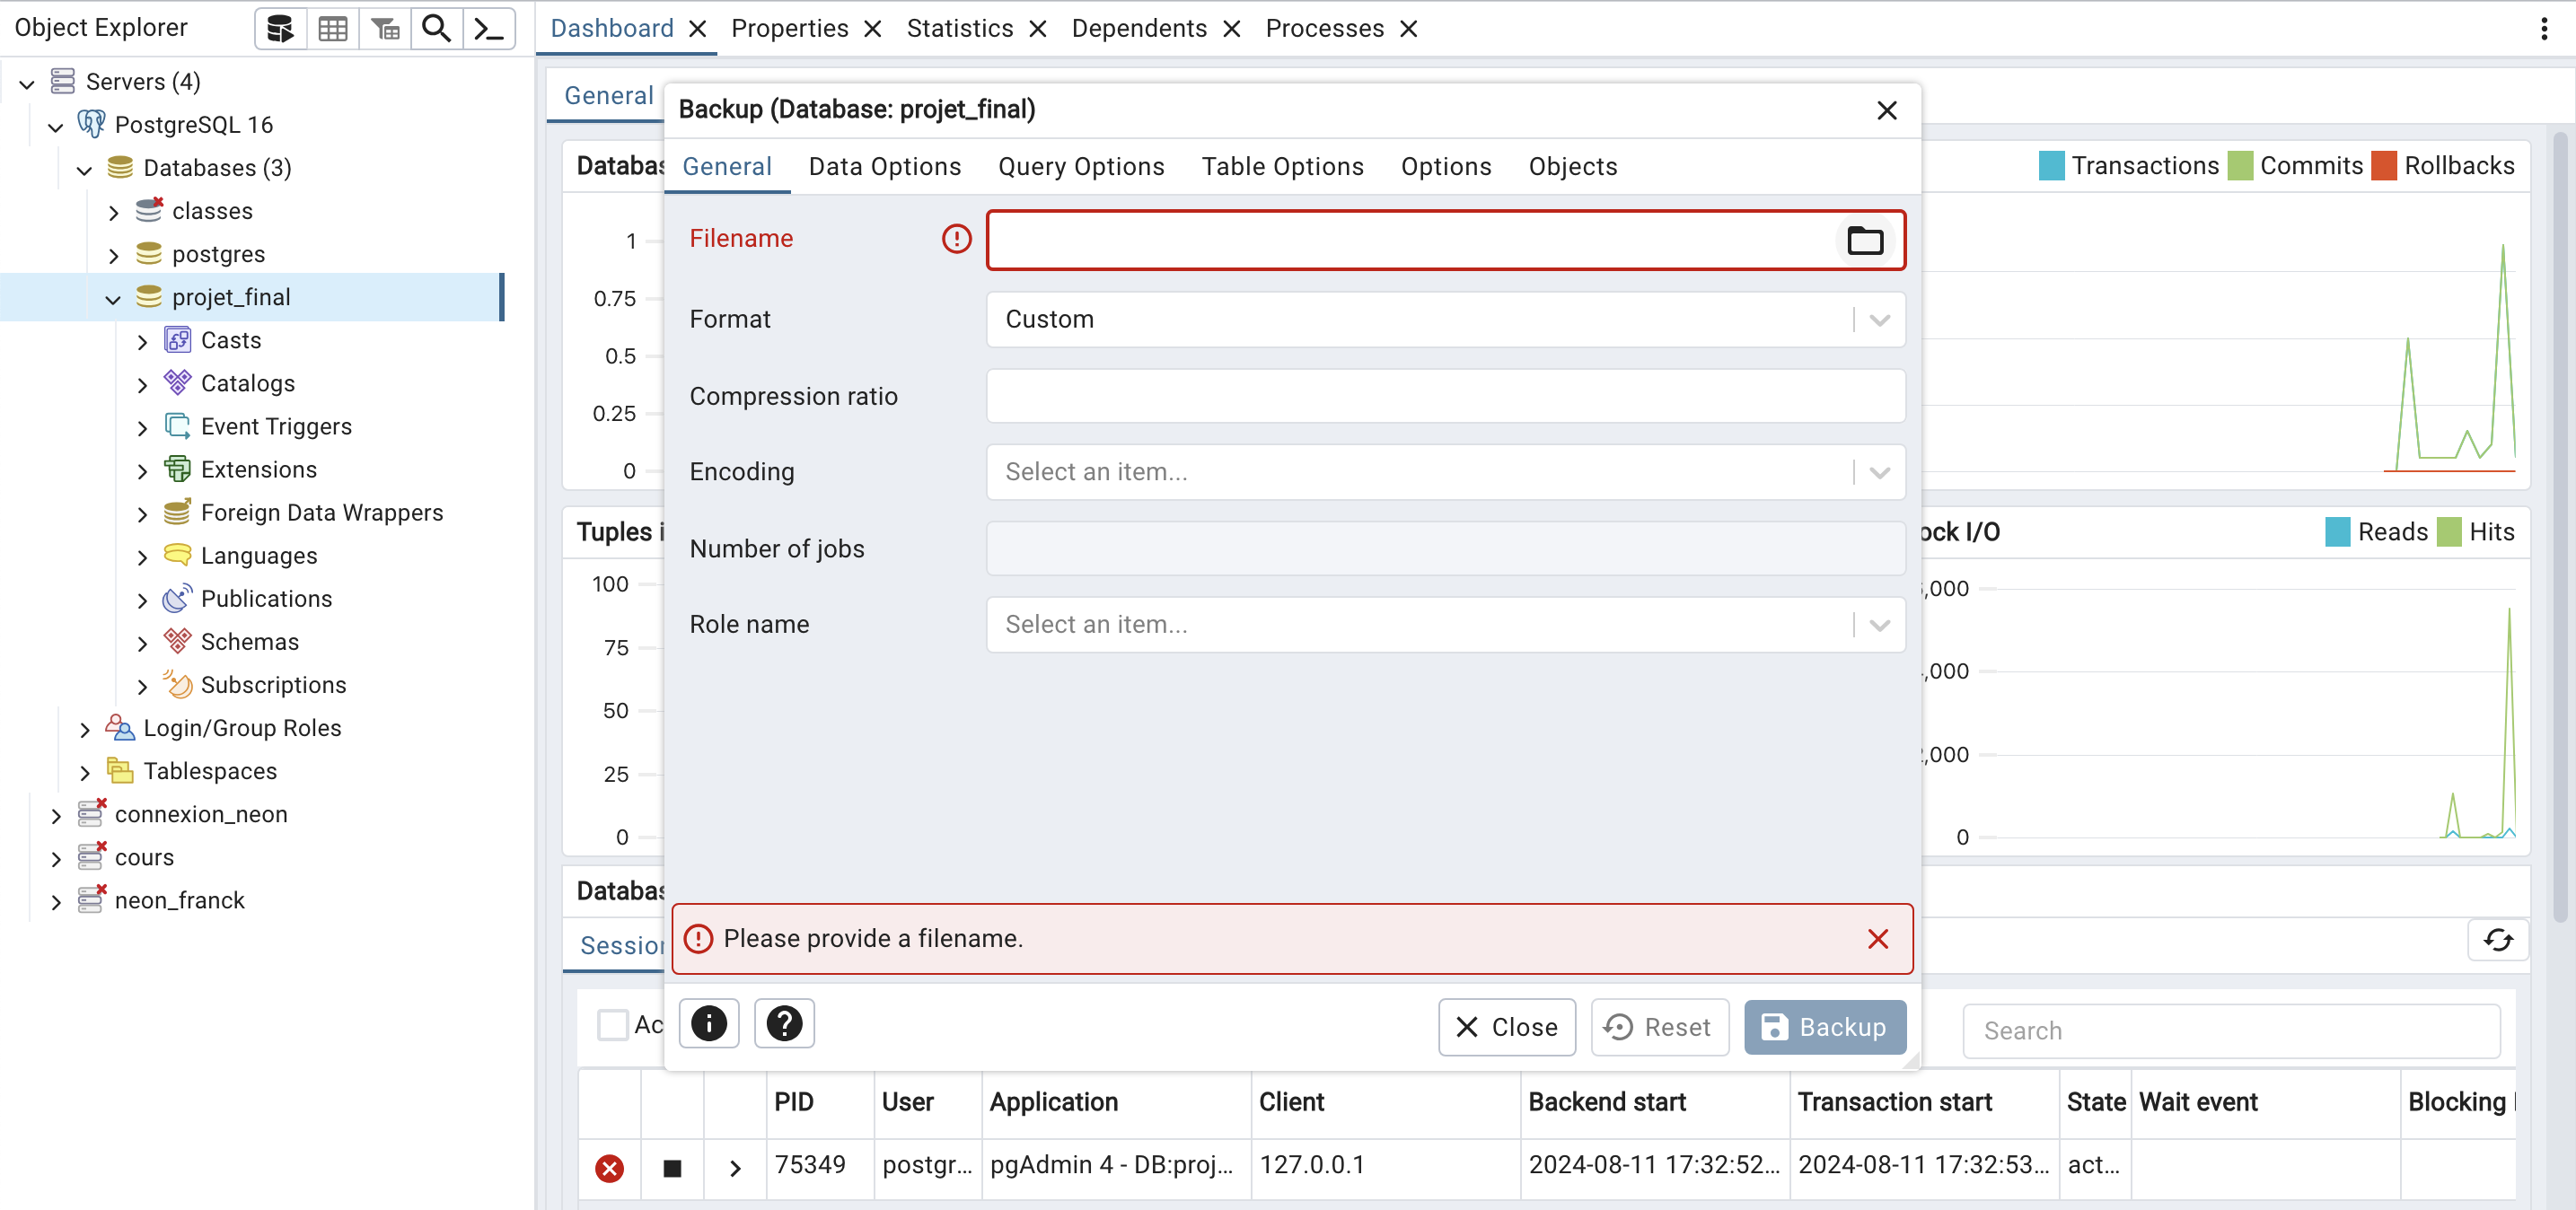 Object Explorer
Dashboard
Properties
Statistics
Dependents
Processes
Servers (4)
PostgreSQL 16
Databases (3)
classes
postgres
projet_final
Casts
Catalogs
Event Triggers
Extensions
Foreign Data Wrappers
Languages
Publications
Schemas
Subscriptions
Login/Group Roles
Tablespaces
connexion_neon
cours
neon_franck
General
Transactions Commits Rollbacks
1
0.75
0.5
0.25
0
Tuples i
100
75
50
25
0
ock I/O
Reads Hits
,000
,000
,000
0
Backup (Database: projet_final)
General
Data Options
Query Options
Table Options
Options
Objects
Filename
Format
Custom
Compression ratio
Encoding
Select an item...
Number of jobs
Role name
Select an item...
Please provide a filename.
Close
Reset
Backup
Search
PID User Application Client Backend start Transaction start State Wait event Blocking
75349 postgr... pgAdmin 4 - DB:proj... 127.0.0.1 2024-08-11 17:32:52... 2024-08-11 17:32:53... act...